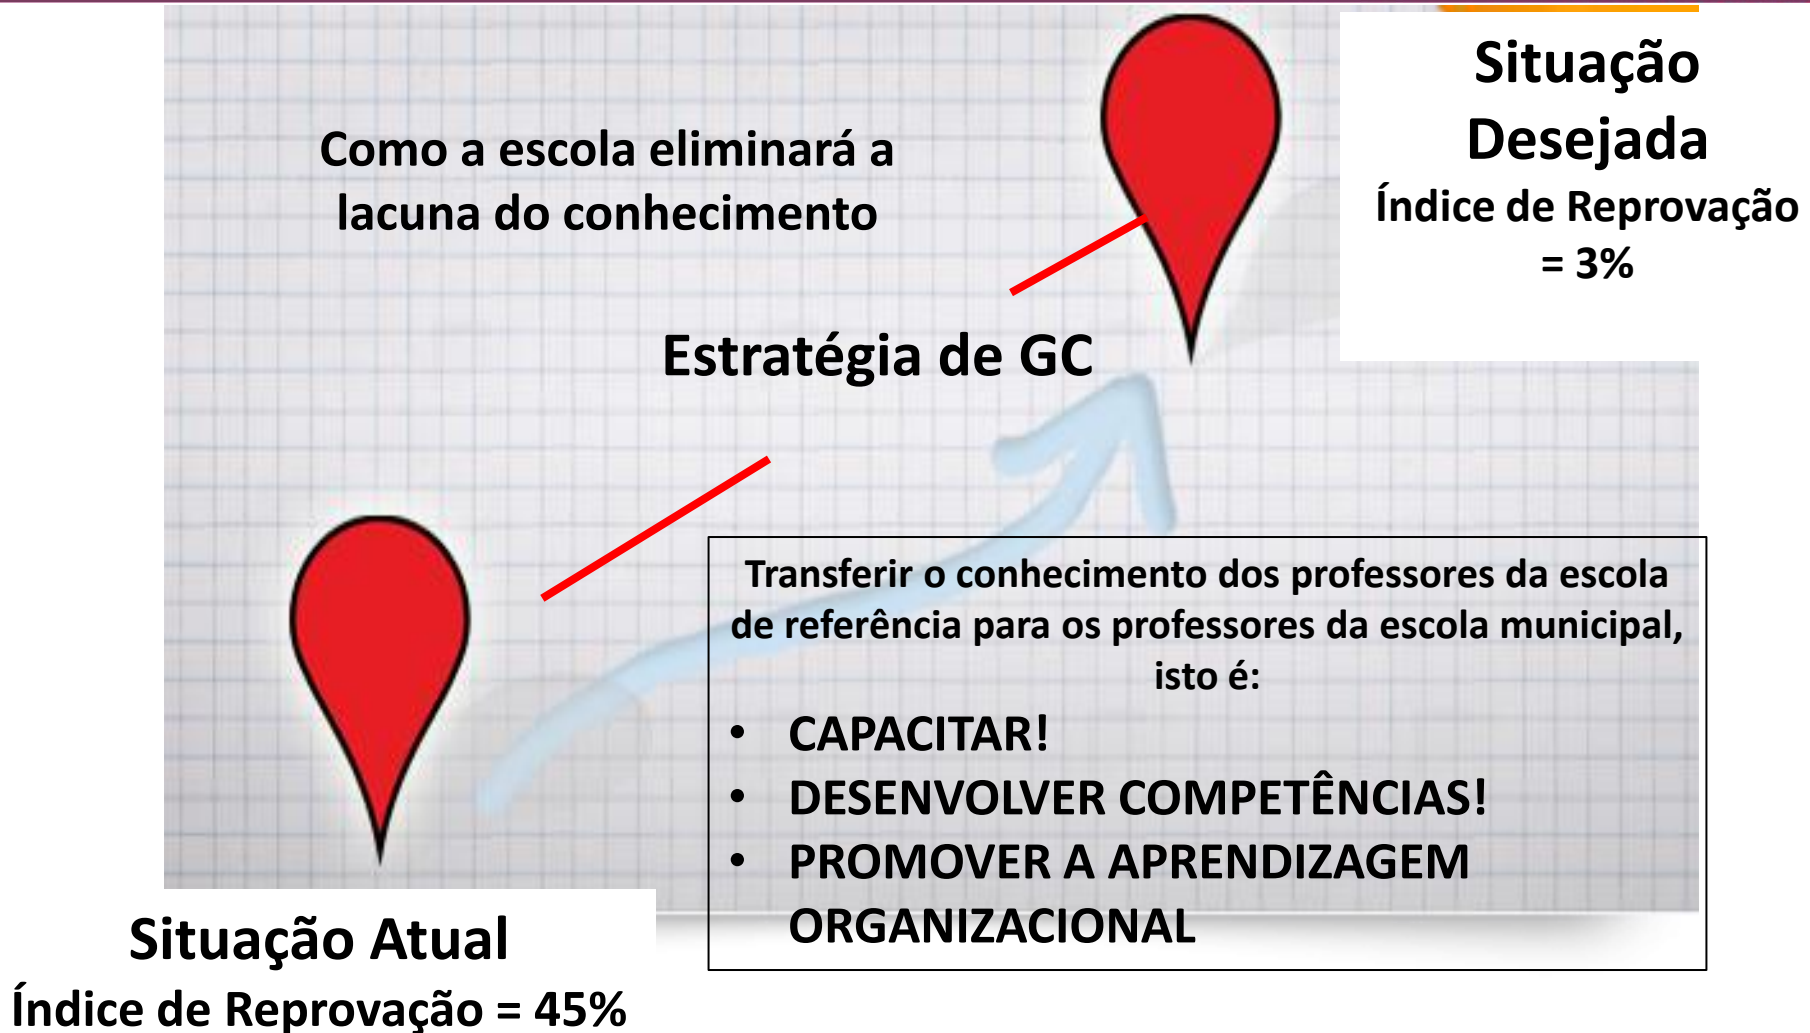 Situação
Desejada
Índice de Reprovação
= 3%
Como a escola eliminará a
lacuna do conhecimento
Estratégia de GC
Transferir o conhecimento dos professores da escola
de referência para os professores da escola municipal,
isto é:
• CAPACITAR!
• DESENVOLVER COMPETÊNCIAS!
• PROMOVER A APRENDIZAGEM
ORGANIZACIONAL
Situação Atual
Índice de Reprovação = 45%